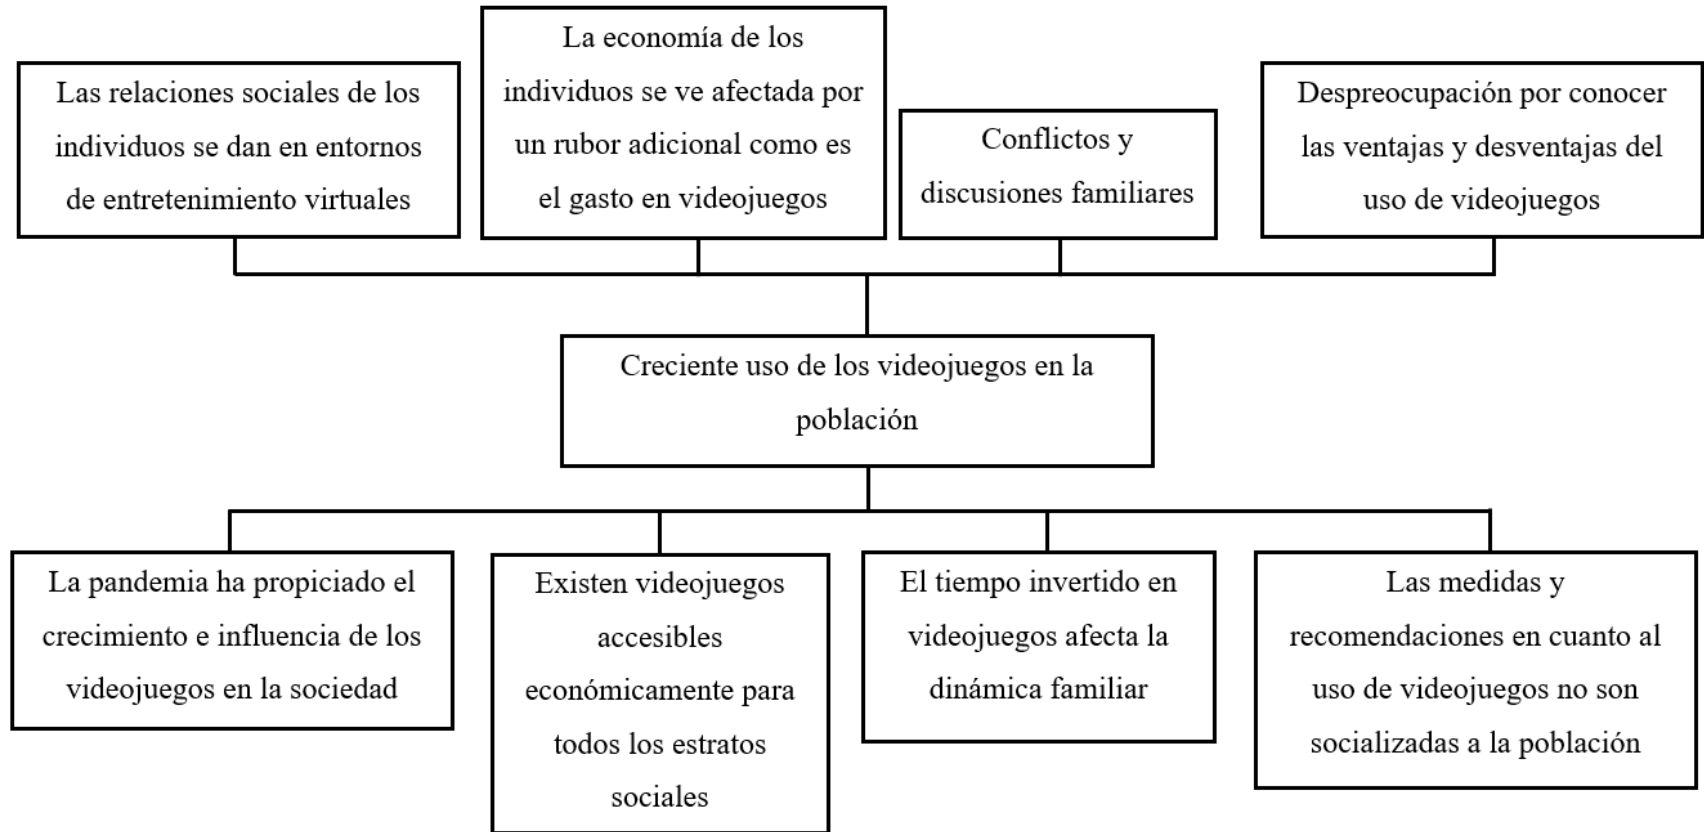 Las relaciones sociales de los
individuos se dan en entornos
de entretenimiento virtuales
La economía de los
individuos se ve afectada por
un rubor adicional como es
el gasto en videojuegos
Conflictos y
discusiones familiares
Despreocupación por conocer
las ventajas y desventajas del
uso de videojuegos
Creciente uso de los videojuegos en la
población
La pandemia ha propiciado el
crecimiento e influencia de los
videojuegos en la sociedad
Existen videojuegos
accesibles
económicamente para
todos los estratos
sociales
El tiempo invertido en
videojuegos afecta la
dinámica familiar
Las medidas y
recomendaciones en cuanto al
uso de videojuegos no son
socializadas a la población